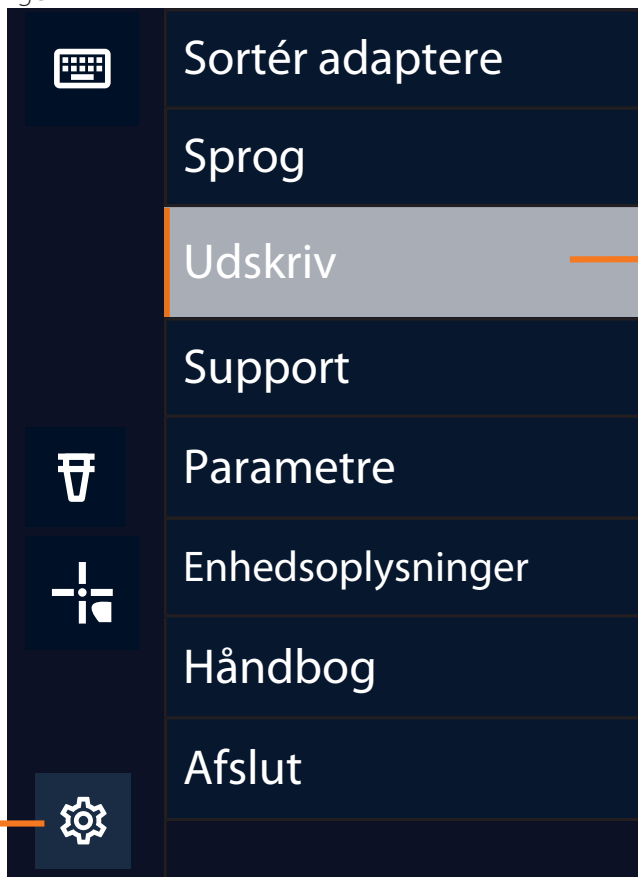 Sortér adaptere
Sprog
Udskriv
Support
Parametre
Enhedsoplysninger
Håndbog
Afslut